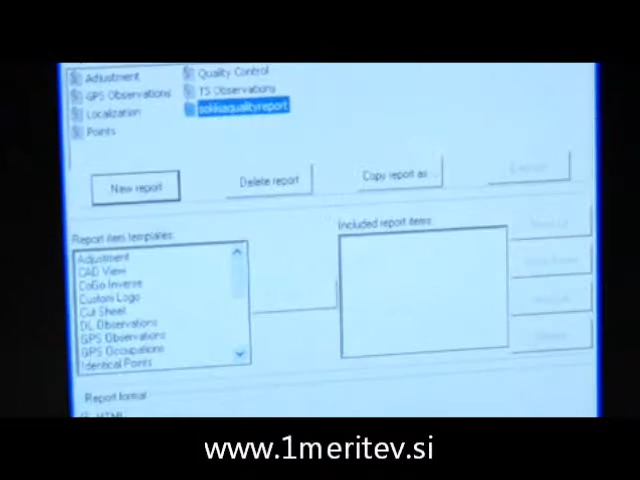 Adjustment
GPS Observations
Localization
Points
Quality Control
TS Observations
sokkiaqualityreport
New report
Delete report
Copy report as ...
Report item templates:
Included report items:
Adjustment
CAD View
CoGo Inverse
Custom Logo
Cut Sheet
DL Observations
GPS Observations
GPS Occupations
Identical Points
Report format
HTML
www.1meritev.si